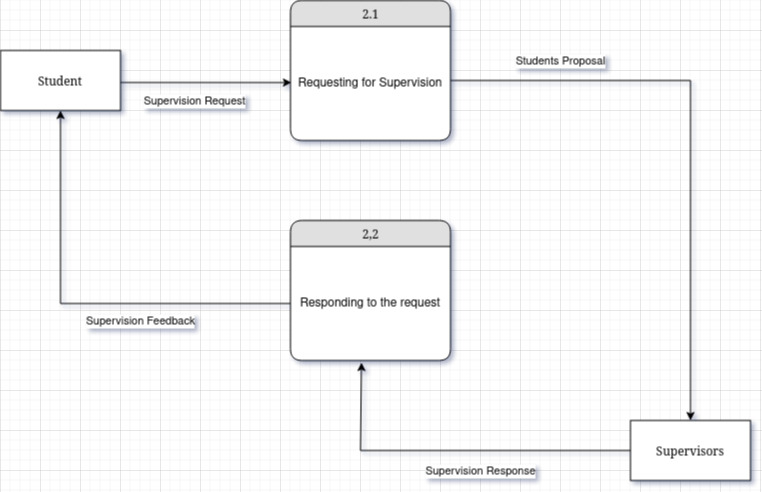 2.1
Students Proposal
Student
Requesting for Supervision
Supervision Request
2,2
Responding to the request
Supervision Feedback
Supervisors
Supervision Response